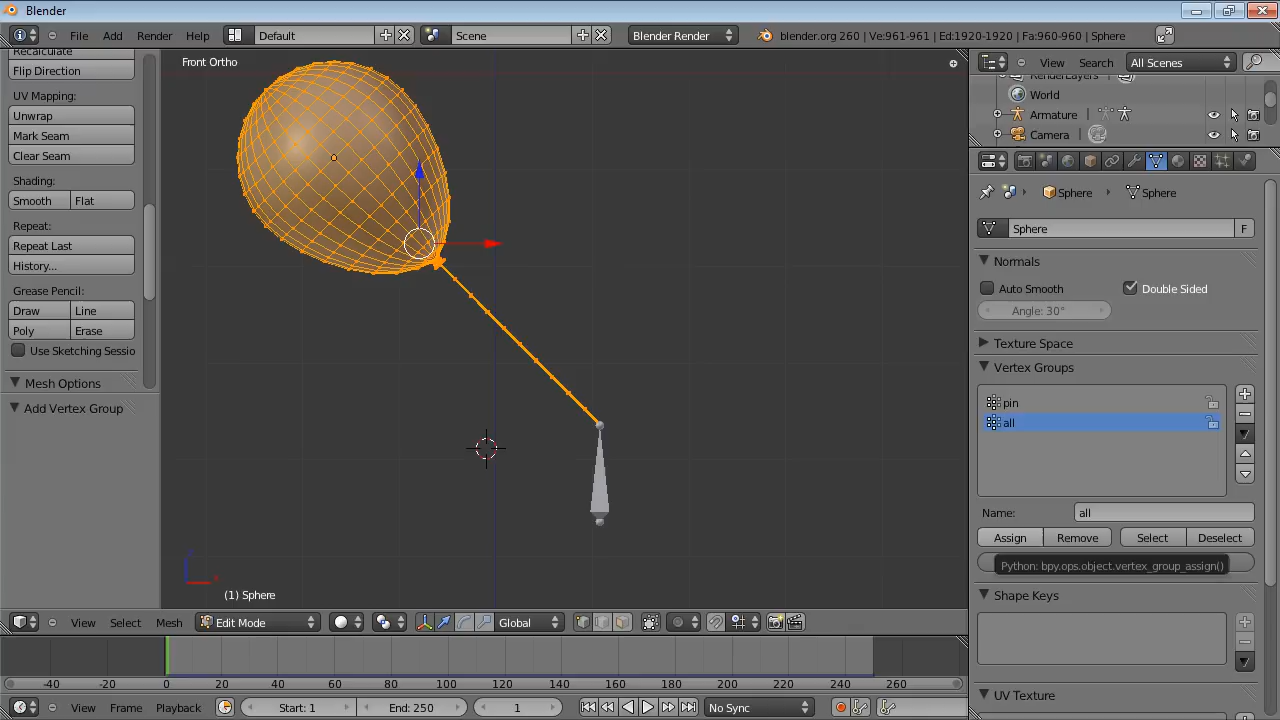 Blender
File Add Render Help Default Scene Blender Render blender.org 260 | Ve:961-961 | Ed:1920-1920 | Fa:960-960 | Sphere
Recalculate
Flip Direction
UV Mapping:
Unwrap
Mark Seam
Clear Seam
Shading:
Smooth Flat
Repeat:
Repeat Last
History...
Grease Pencil:
Draw Line
Poly Erase
Use Sketching Sessio
Mesh Options
Add Vertex Group
Front Ortho
(1) Sphere
View Select Mesh Edit Mode Global
-40 -20 0 20 40 60 80 100 120 140 160 180 200 220 240 260
View Frame Playback Start: 1 End: 250 1 No Sync
View Search All Scenes
RenderLayers
World
Armature
Camera
Sphere Sphere
Sphere F
Normals
Auto Smooth Double Sided
Angle: 30°
Texture Space
Vertex Groups
pin
all
Name: all
Assign Remove Select Deselect
Python: bpy.ops.object.vertex_group_assign()
Shape Keys
UV Texture